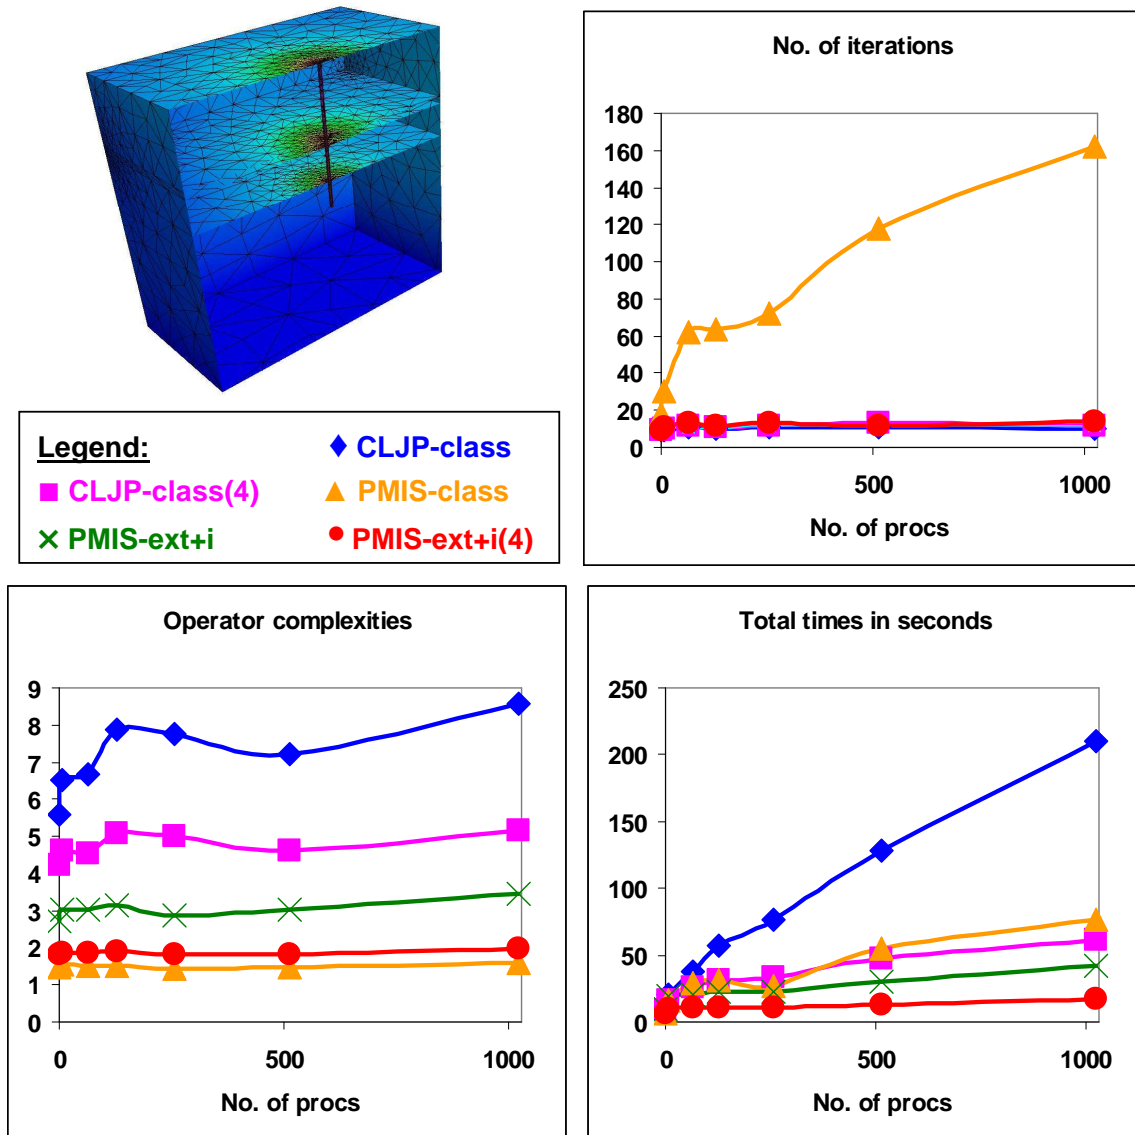 No. of iterations
180
160
140
120
100
80
60
40
20
0
0 500 1000
No. of procs
Legend:
CLJP-class
CLJP-class(4)
PMIS-class
PMIS-ext+i
PMIS-ext+i(4)
Operator complexities
9
8
7
6
5
4
3
2
1
0
0 500 1000
No. of procs
Total times in seconds
250
200
150
100
50
0
0 500 1000
No. of procs